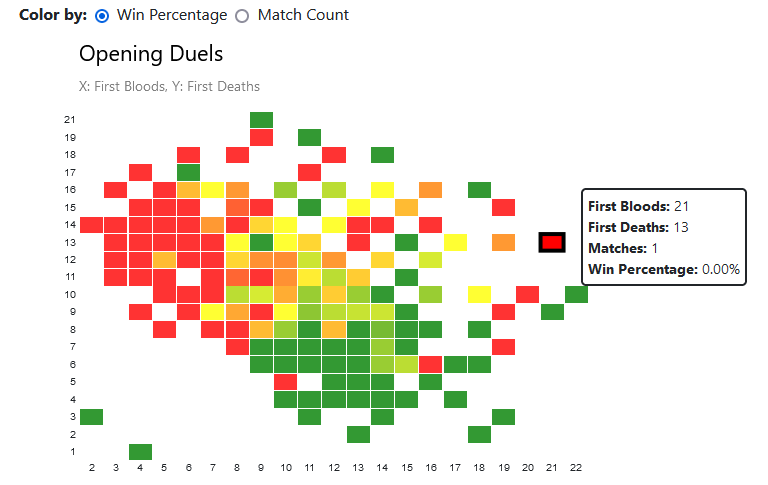 Color by: Win Percentage Match Count
Opening Duels
X: First Bloods, Y: First Deaths
21
19
18
17
16
15
14
13
12
11
10
9
8
7
6
5
4
3
2
1
First Bloods: 21
First Deaths: 13
Matches: 1
Win Percentage: 0.00%
2 3 4 5 6 7 8 9 10 11 12 13 14 15 16 17 18 19 20 21 22